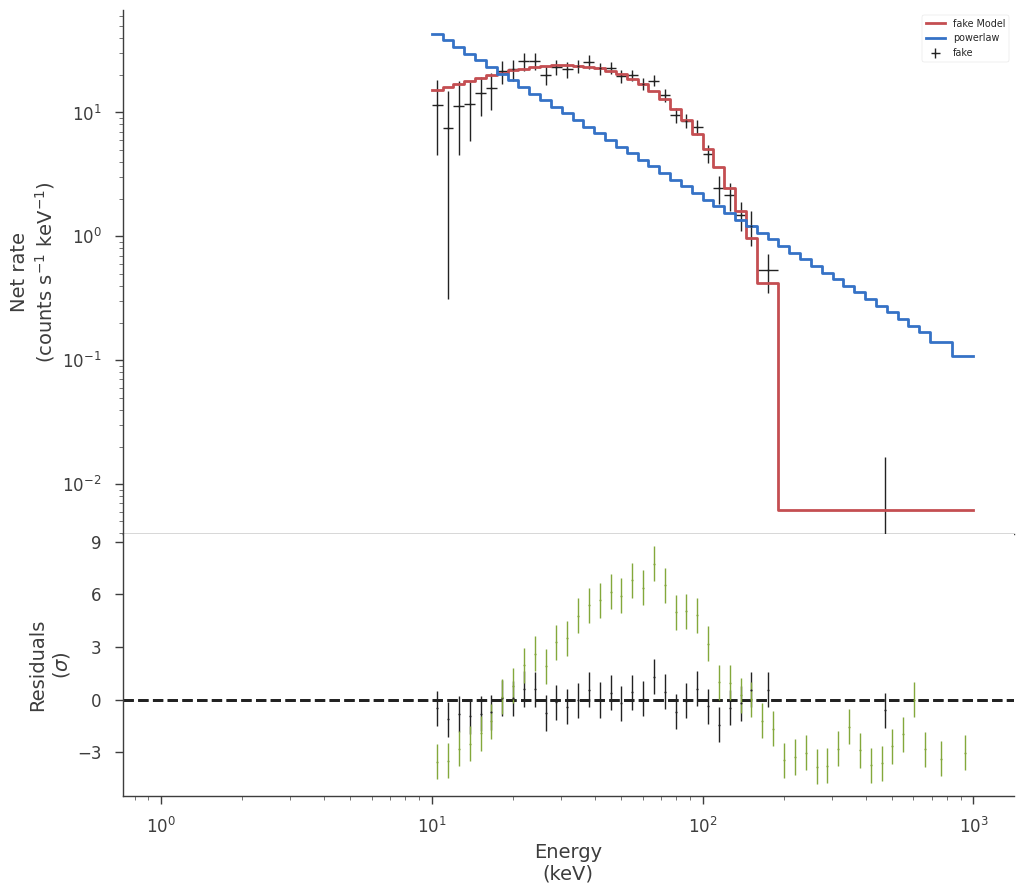 fake Model
powerlaw
fake
Net rate
(counts s⁻¹ keV⁻¹)
10¹
10⁰
10⁻¹
10⁻²
Residuals
(σ)
9
6
3
0
−3
10⁰
10¹
10²
10³
Energy
(keV)